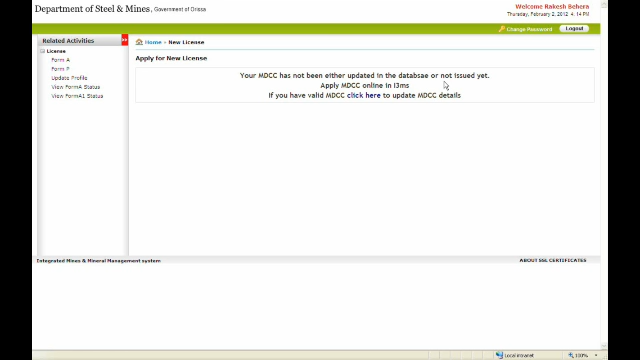 Department of Steel & Mines, Government of Orissa
Welcome Rakesh Behera
Thursday, February 2, 2012 4:14 PM
Change Password
Logout
Related Activities
Home › New License
License
Form A
Form P
Update Profile
View FormA Status
View FormA1 Status
Apply for New License
Your MDCC has not been either updated in the databsae or not issued yet.
Apply MDCC online in i3ms
If you have valid MDCC click here to update MDCC details
Integrated Mines & Mineral Management system
ABOUT SSL CERTIFICATES
Local intranet
100%